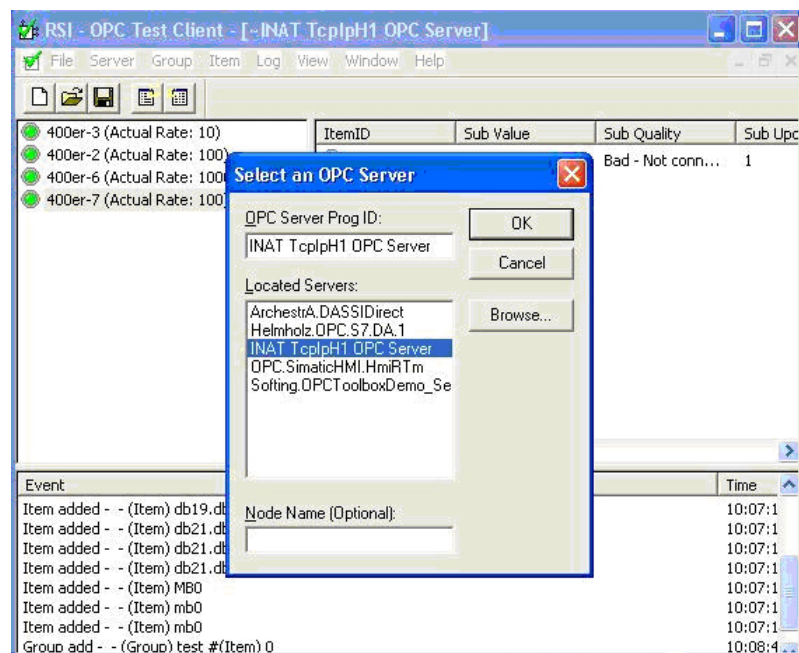 RSI - OPC Test Client - [~INAT TcpIpH1 OPC Server]
File Server Group Item Log View Window Help
400er-3 (Actual Rate: 10)
400er-2 (Actual Rate: 100)
400er-6 (Actual Rate: 100
400er-7 (Actual Rate: 100
ItemID Sub Value Sub Quality Sub Upd
Bad - Not conn... 1
Select an OPC Server
OPC Server Prog ID:
INAT TcpIpH1 OPC Server
OK
Cancel
Located Servers:
Browse...
ArchestrA.DASSIDirect
Helmholz.OPC.S7.DA.1
INAT TcpIpH1 OPC Server
OPC.SimaticHMI.HmiRTm
Softing.OPCToolboxDemo_Se
Node Name (Optional):
Event Time
Item added - - (Item) db19.db 10:07:1
Item added - - (Item) db21.db 10:07:1
Item added - - (Item) db21.db 10:07:1
Item added - - (Item) db21.db 10:07:1
Item added - - (Item) MB0 10:07:1
Item added - - (Item) mb0 10:07:1
Item added - - (Item) mb0 10:07:1
Group add - - (Group) test #(Item) 0 10:08:4